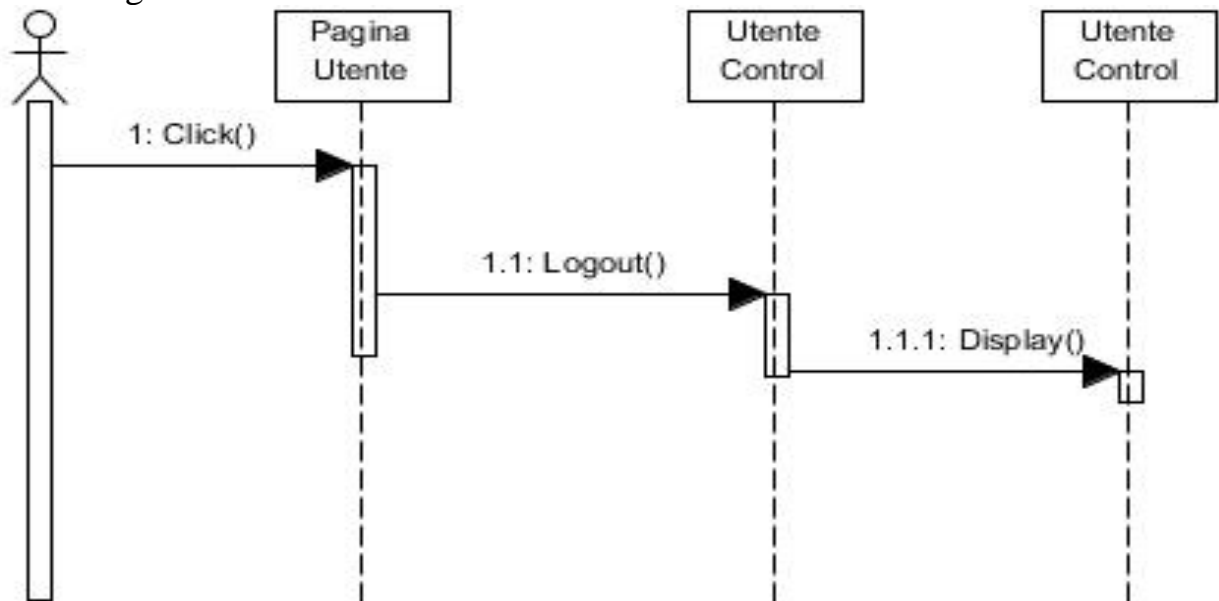 Pagina
Utente
Utente
Control
Utente
Control
1: Click()
1.1: Logout()
1.1.1: Display()